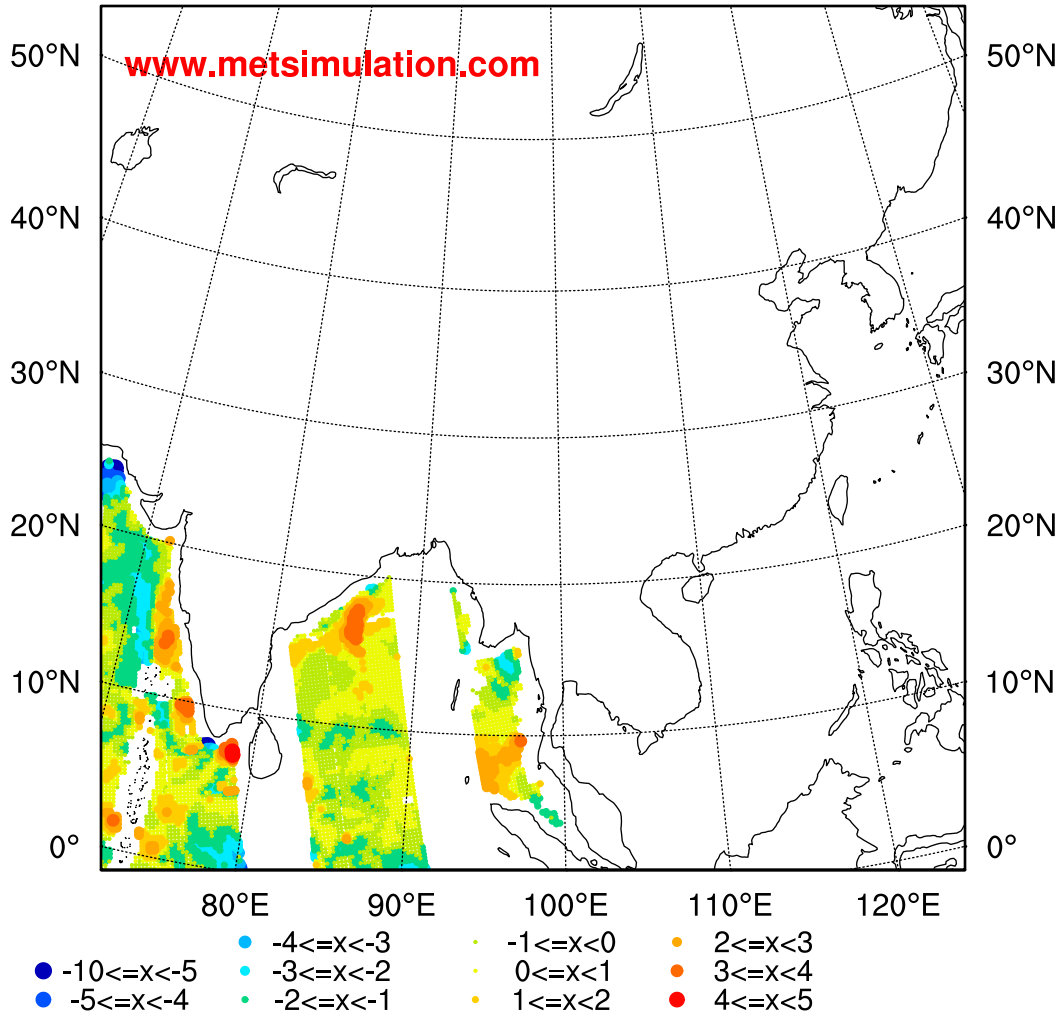 www.metsimulation.com
50°N 50°N
40°N 40°N
30°N 30°N
20°N 20°N
10°N 10°N
0° 0°
80°E 90°E 100°E 110°E 120°E
-4<=x<-3 -1<=x<0 2<=x<3
-10<=x<-5 -3<=x<-2 0<=x<1 3<=x<4
-5<=x<-4 -2<=x<-1 1<=x<2 4<=x<5